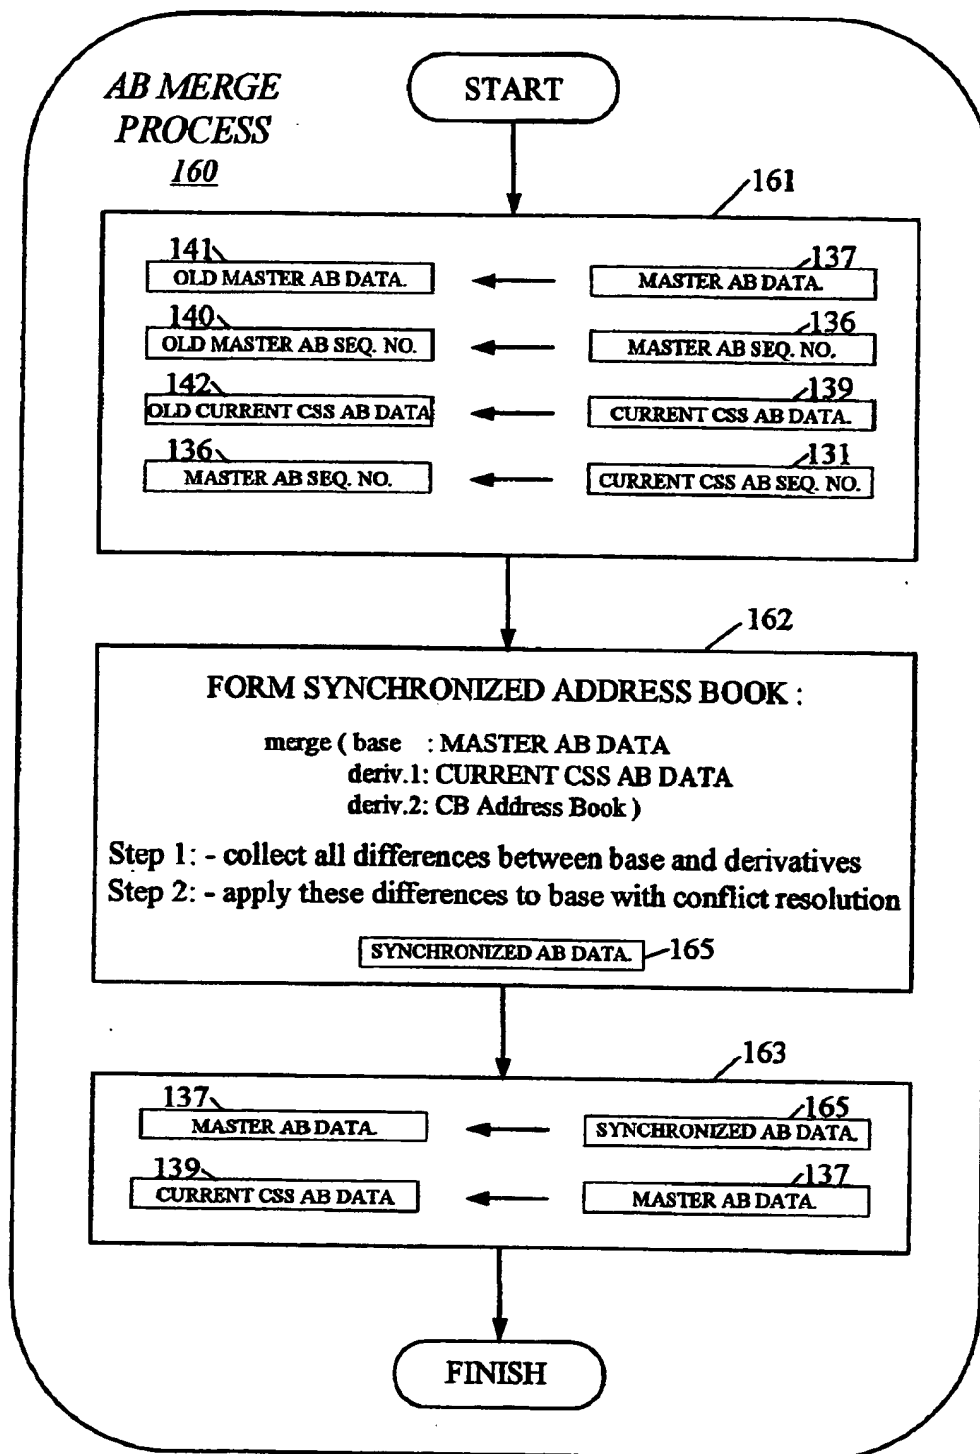 AB MERGE
PROCESS
160
START
161
141
OLD MASTER AB DATA.
137
MASTER AB DATA.
140
OLD MASTER AB SEQ. NO.
136
MASTER AB SEQ. NO.
142
OLD CURRENT CSS AB DATA
139
CURRENT CSS AB DATA.
136
MASTER AB SEQ. NO.
131
CURRENT CSS AB SEQ. NO.
162
FORM SYNCHRONIZED ADDRESS BOOK :
merge ( base : MASTER AB DATA
deriv.1: CURRENT CSS AB DATA
deriv.2: CB Address Book )
Step 1: - collect all differences between base and derivatives
Step 2: - apply these differences to base with conflict resolution
SYNCHRONIZED AB DATA.
165
163
137
MASTER AB DATA.
165
SYNCHRONIZED AB DATA.
139
CURRENT CSS AB DATA
137
MASTER AB DATA.
FINISH